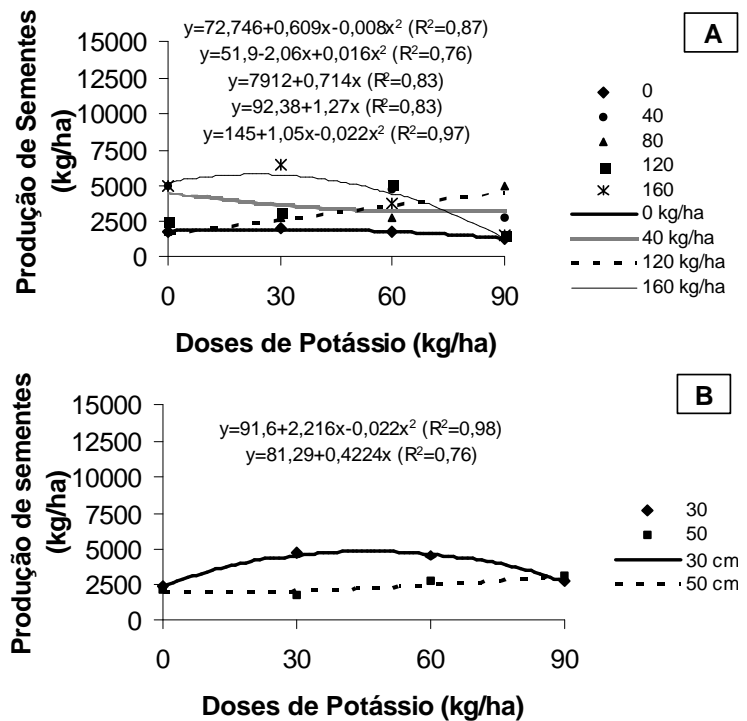 y=72,746+0,609x-0,008x² (R²=0,87)
y=51,9-2,06x+0,016x² (R²=0,76)
y=7912+0,714x (R²=0,83)
y=92,38+1,27x (R²=0,83)
y=145+1,05x-0,022x² (R²=0,97)
A
Produção de Sementes
(kg/ha)
15000
12500
10000
7500
5000
2500
0
0 30 60 90
Doses de Potássio (kg/ha)
0
40
80
120
160
0 kg/ha
40 kg/ha
120 kg/ha
160 kg/ha
B
y=91,6+2,216x-0,022x² (R²=0,98)
y=81,29+0,4224x (R²=0,76)
Produção de sementes
(kg/ha)
15000
12500
10000
7500
5000
2500
0
0 30 60 90
Doses de Potássio (kg/ha)
30
50
30 cm
50 cm